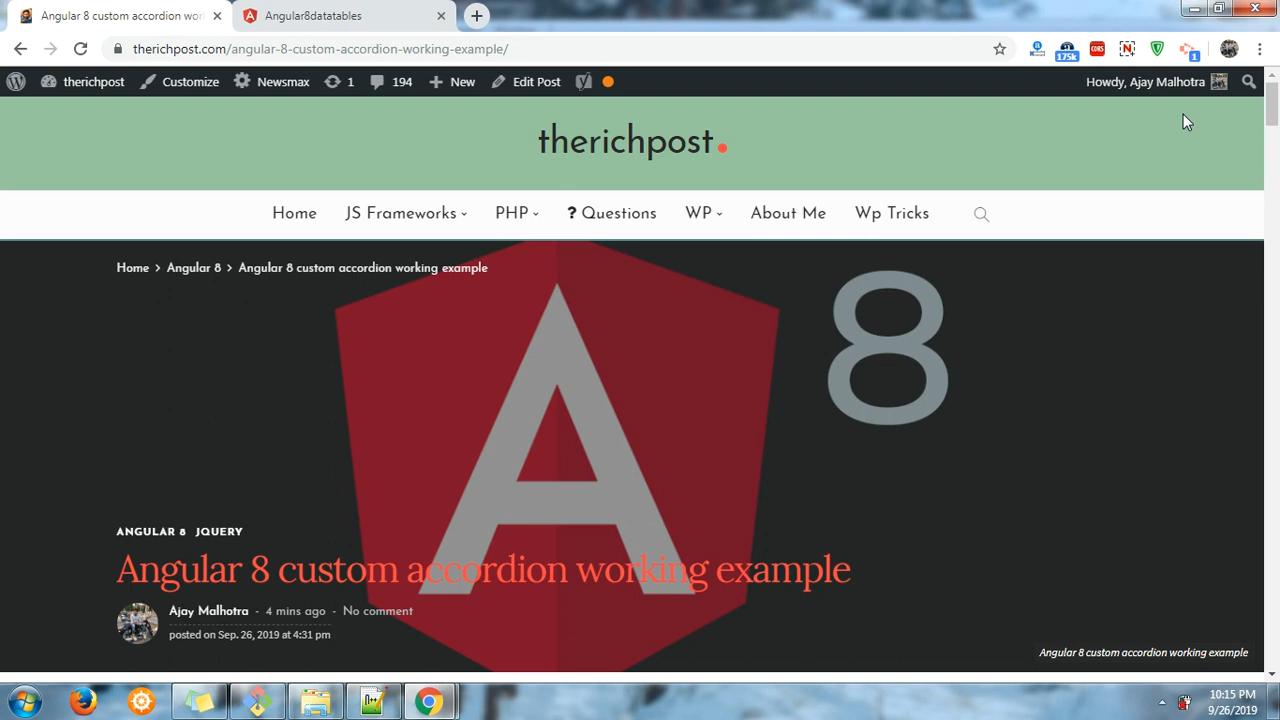 Angular 8 custom accordion wor
Angular8datatables
therichpost.com/angular-8-custom-accordion-working-example/
175k
CORS
N
1
therichpost
Customize
Newsmax
1
194
New
Edit Post
Howdy, Ajay Malhotra
therichpost.
Home
JS Frameworks
PHP
? Questions
WP
About Me
Wp Tricks
Home > Angular 8 > Angular 8 custom accordion working example
A
8
ANGULAR 8 JQUERY
Angular 8 custom accordion working example
Ajay Malhotra - 4 mins ago - No comment
posted on Sep. 26, 2019 at 4:31 pm
Angular 8 custom accordion working example
10:15 PM
9/26/2019